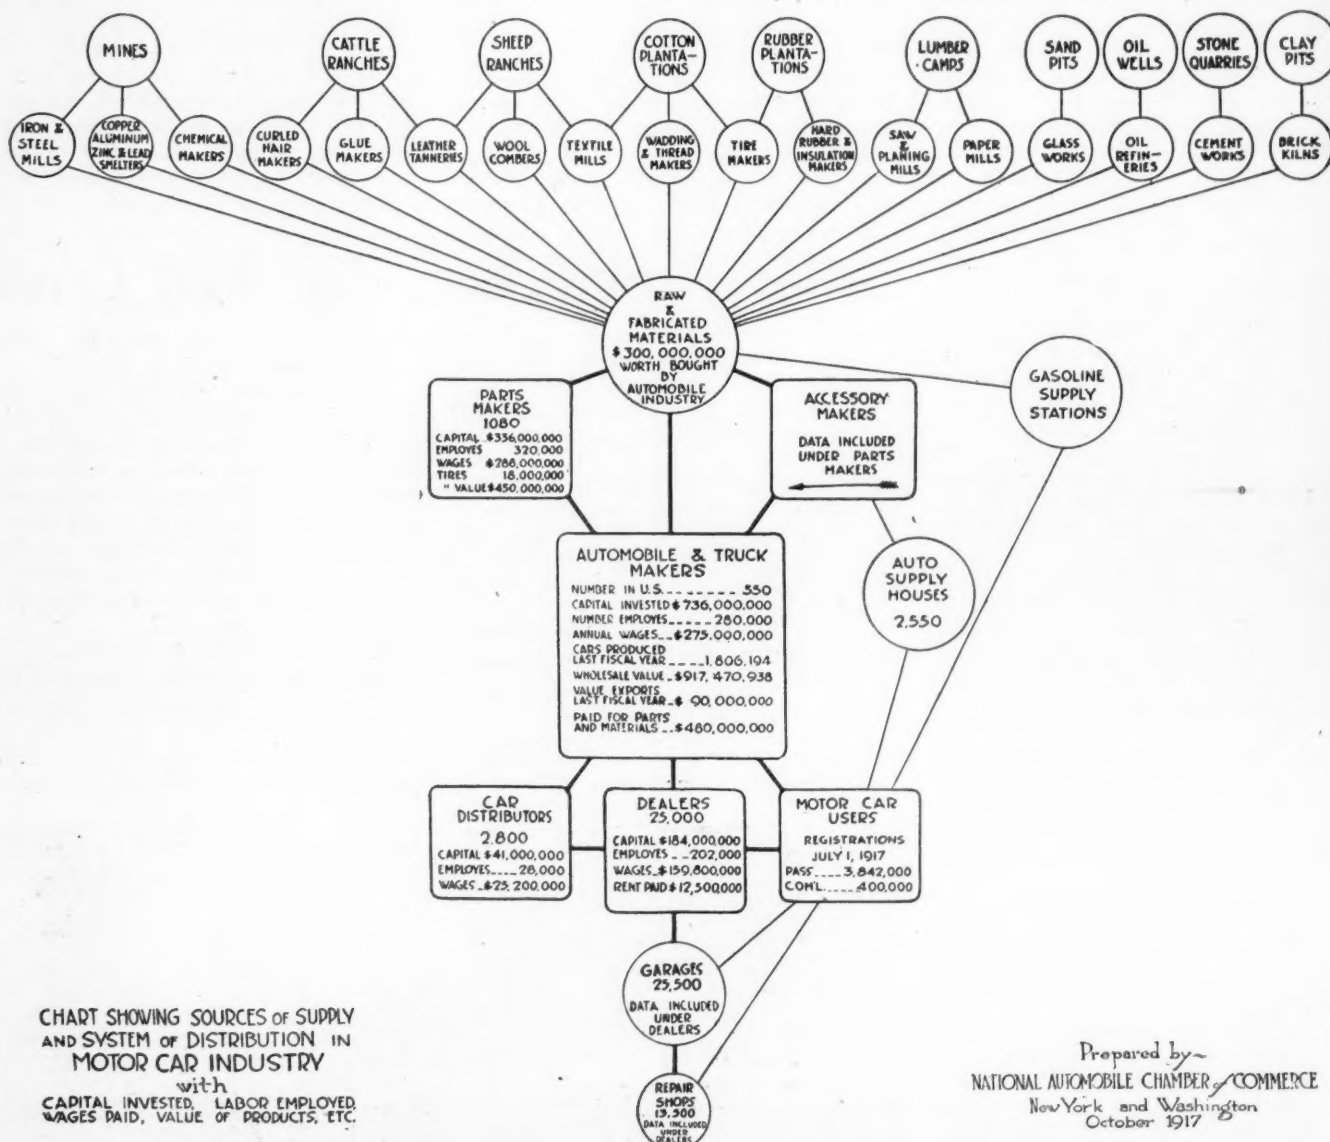 MINES
CATTLE
RANCHES
SHEEP
RANCHES
COTTON
PLANTA-
TIONS
RUBBER
PLANTA-
TIONS
LUMBER
CAMPS
SAND
PITS
OIL
WELLS
STONE
QUARRIES
CLAY
PITS
IRON &
STEEL
MILLS
COPPER
ALUMINUM
ZINC & LEAD
SMELTERS
CHEMICAL
MAKERS
CURLED
HAIR
MAKERS
GLUE
MAKERS
LEATHER
TANNERIES
WOOL
COMBERS
TEXTILE
MILLS
WADDING
& THREAD
MAKERS
TIRE
MAKERS
HARD
RUBBER &
INSULATION
MAKERS
SAW
&
PLANING
MILLS
PAPER
MILLS
GLASS
WORKS
OIL
REFIN-
ERIES
CEMENT
WORKS
BRICK
KILNS
RAW
&
FABRICATED
MATERIALS
$300,000,000
WORTH BOUGHT
BY
AUTOMOBILE
INDUSTRY
GASOLINE
SUPPLY
STATIONS
PARTS
MAKERS
1080
CAPITAL $336,000,000
EMPLOYES 320,000
WAGES $288,000,000
TIRES 18,000,000
" VALUE $450,000,000
ACCESSORY
MAKERS
DATA INCLUDED
UNDER PARTS
MAKERS
AUTOMOBILE & TRUCK
MAKERS
NUMBER IN U.S. 550
CAPITAL INVESTED $736,000,000
NUMBER EMPLOYES 280,000
ANNUAL WAGES $275,000,000
CARS PRODUCED
LAST FISCAL YEAR 1,806,194
WHOLESALE VALUE $917,470,938
VALUE EXPORTS
LAST FISCAL YEAR $90,000,000
PAID FOR PARTS
AND MATERIALS $480,000,000
AUTO
SUPPLY
HOUSES
2,550
CAR
DISTRIBUTORS
2,800
CAPITAL $41,000,000
EMPLOYES 28,000
WAGES $25,200,000
DEALERS
25,000
CAPITAL $184,000,000
EMPLOYES 202,000
WAGES $159,800,000
RENT PAID $12,500,000
MOTOR CAR
USERS
REGISTRATIONS
JULY 1, 1917
PASS 3,842,000
COM'L 400,000
GARAGES
25,500
DATA INCLUDED
UNDER
DEALERS
REPAIR
SHOPS
13,500
DATA INCLUDED
UNDER
DEALERS
CHART SHOWING SOURCES OF SUPPLY
AND SYSTEM OF DISTRIBUTION IN
MOTOR CAR INDUSTRY
with
CAPITAL INVESTED, LABOR EMPLOYED,
WAGES PAID, VALUE OF PRODUCTS, ETC.
Prepared by~
NATIONAL AUTOMOBILE CHAMBER of COMMERCE
New York and Washington
October 1917